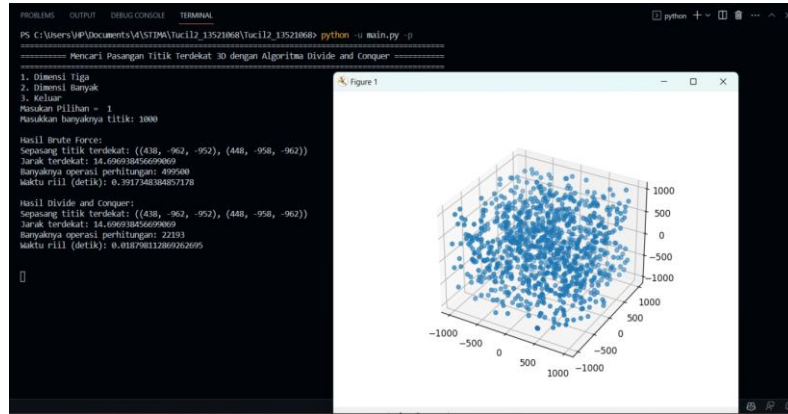 PROBLEMS OUTPUT DEBUG CONSOLE TERMINAL python
PS C:\Users\HP\Documents\4\STIMA\Tucil2_13521068\Tucil2_13521068> python -u main.py -p
========== Mencari Pasangan Titik Terdekat 3D dengan Algoritma Divide and Conquer ==========
1. Dimensi Tiga
2. Dimensi Banyak
3. Keluar
Masukan Pilihan = 1
Masukkan banyaknya titik: 1000
Hasil Brute Force:
Sepasang titik terdekat: ((438, -962, -952), (448, -958, -962))
Jarak terdekat: 14.696938456699069
Banyaknya operasi perhitungan: 499500
Waktu riil (detik): 0.3917348384857178
Hasil Divide and Conquer:
Sepasang titik terdekat: ((438, -962, -952), (448, -958, -962))
Jarak terdekat: 14.696938456699069
Banyaknya operasi perhitungan: 22193
Waktu riil (detik): 0.018798112869262695
Figure 1
1000
500
0
−500
−1000
1000
500
0
−500
−1000
−1000
−500
0
500
1000